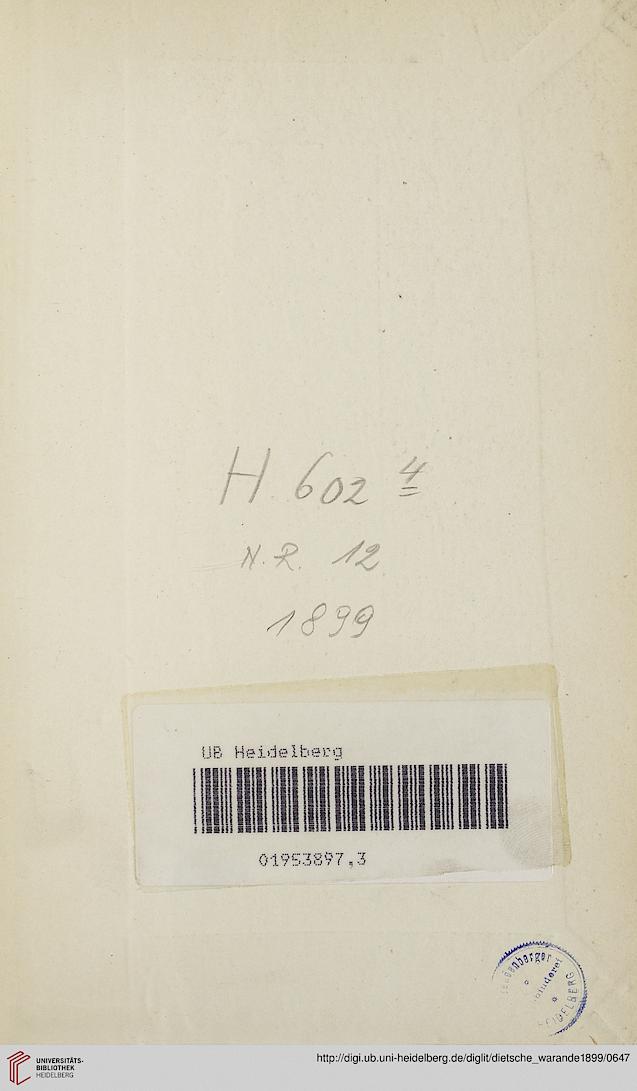 H 602 4
N. R. 12
1899
UB Heidelberg
01953897,3
HEIDELBERG
UNIVERSITÄTS-
BIBLIOTHEK
HEIDELBERG
http://digi.ub.uni-heidelberg.de/diglit/dietsche_warande1899/0647